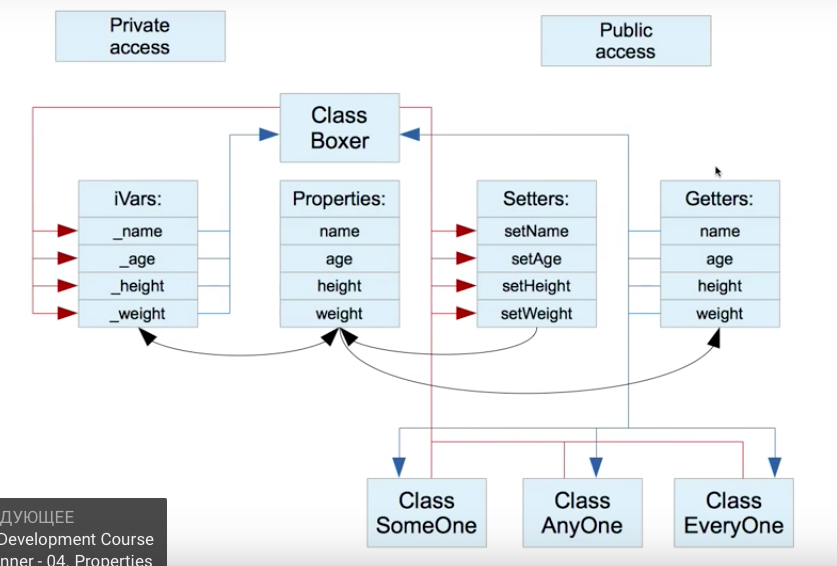 Private
access
Public
access
Class
Boxer
iVars:
_name
_age
_height
_weight
Properties:
name
age
height
weight
Setters:
setName
setAge
setHeight
setWeight
Getters:
name
age
height
weight
Class
SomeOne
Class
AnyOne
Class
EveryOne
ДУЮЩЕЕ
Development Course
nner - 04. Properties